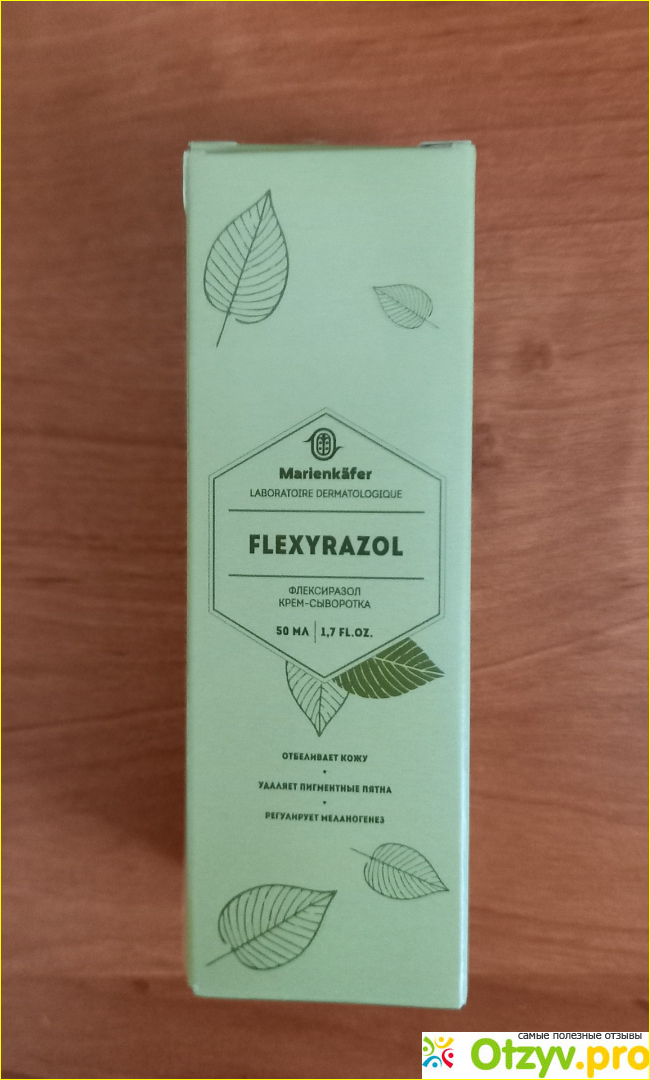 Marienkäfer
LABORATOIRE DERMATOLOGIQUE
FLEXYRAZOL
ФЛЕКСИРАЗОЛ
КРЕМ-СЫВОРОТКА
50 МЛ | 1,7 FL.OZ.
ОТБЕЛИВАЕТ КОЖУ
•
УДАЛЯЕТ ПИГМЕНТНЫЕ ПЯТНА
•
РЕГУЛИРУЕТ МЕЛАНОГЕНЕЗ
самые полезные отзывы
Otzyv.pro